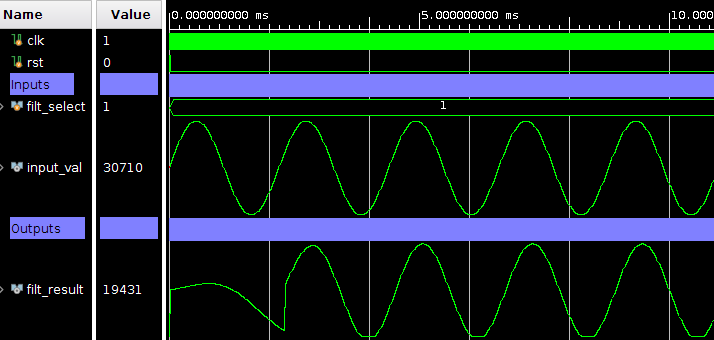 Name Value 0.000000000 ms 5.000000000 ms 10.00
clk 1
rst 0
Inputs
filt_select 1 1
input_val 30710
Outputs
filt_result 19431